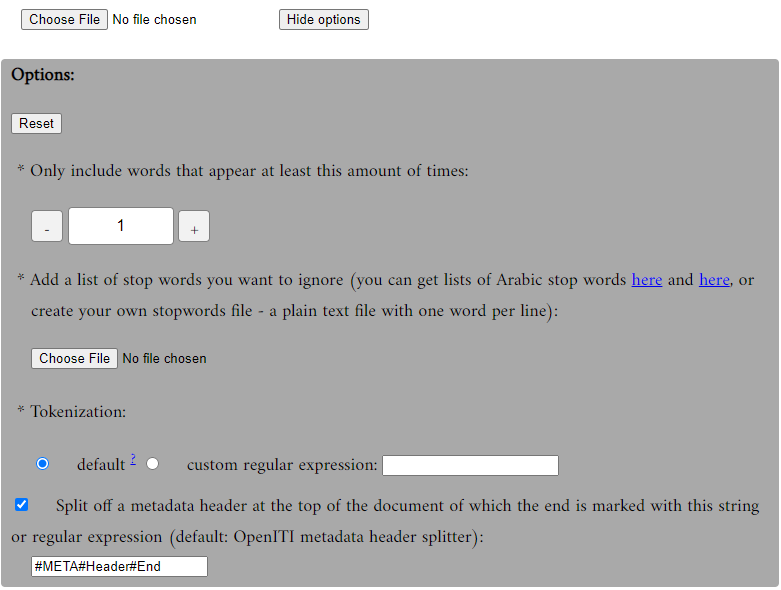 Choose File No file chosen Hide options
Options:
Reset
* Only include words that appear at least this amount of times:
- 1 +
* Add a list of stop words you want to ignore (you can get lists of Arabic stop words here and here, or
create your own stopwords file - a plain text file with one word per line):
Choose File No file chosen
* Tokenization:
default ? custom regular expression:
Split off a metadata header at the top of the document of which the end is marked with this string
or regular expression (default: OpenITI metadata header splitter):
#META#Header#End